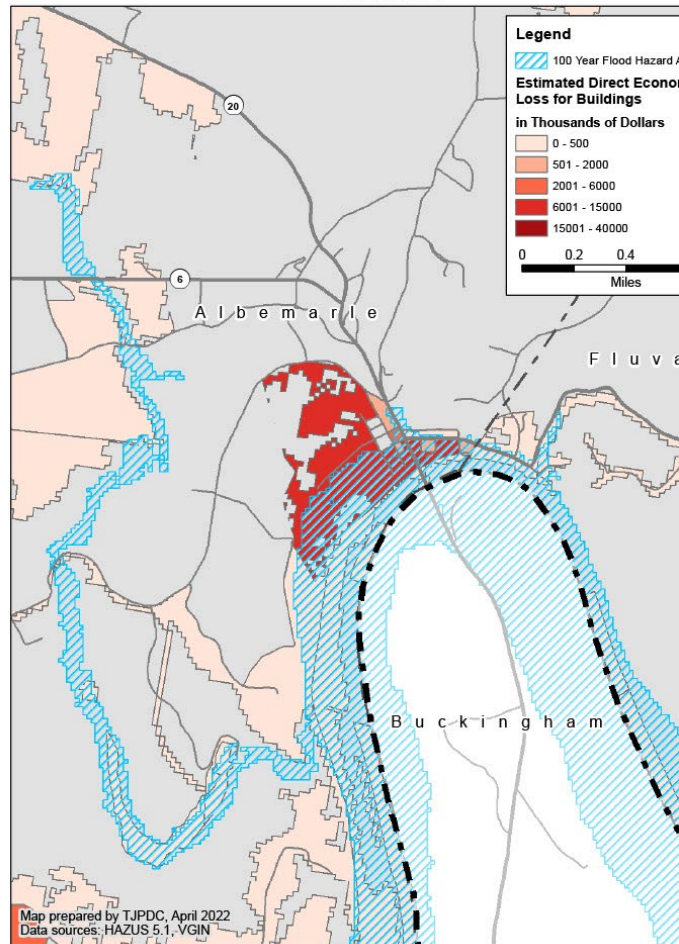 Legend
100 Year Flood Hazard A
Estimated Direct Econo
Loss for Buildings
in Thousands of Dollars
0 - 500
501 - 2000
2001 - 6000
6001 - 15000
15001 - 40000
0 0.2 0.4
Miles
20
6
Albemarle
Fluva
Buckingham
Map prepared by TJPDC, April 2022
Data sources: HAZUS 5.1, VGIN